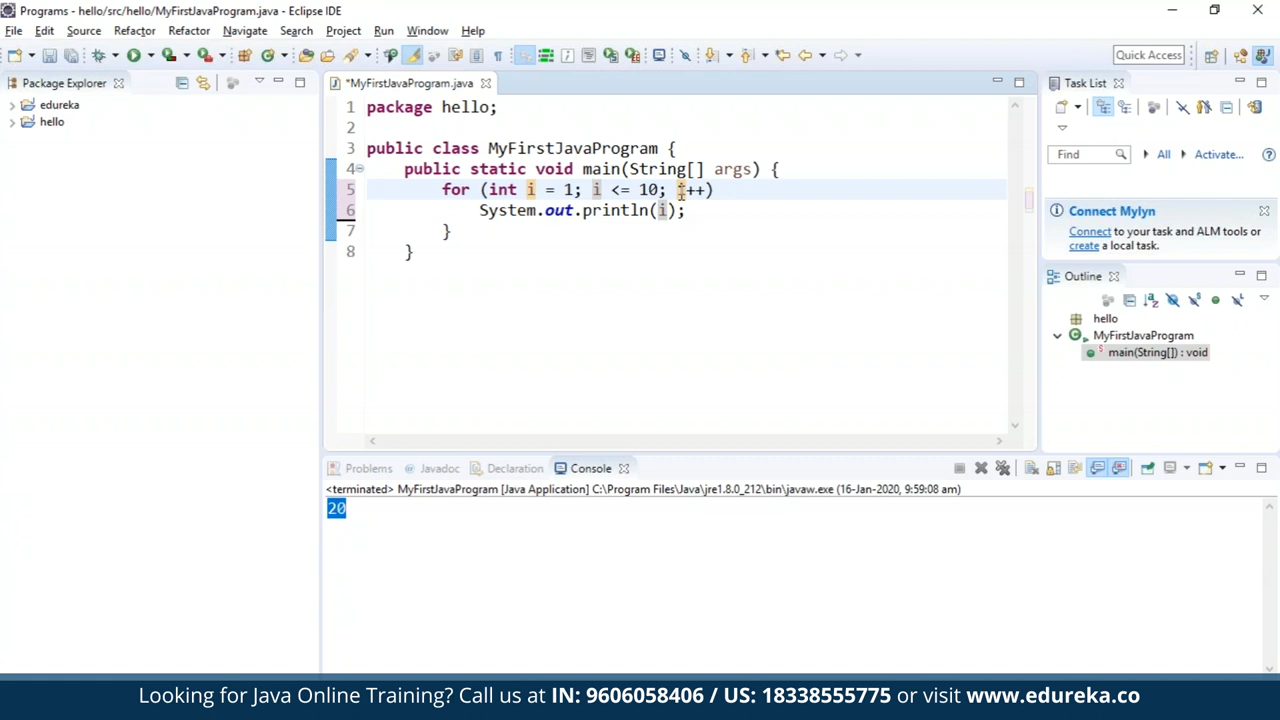 Programs - hello/src/hello/MyFirstJavaProgram.java - Eclipse IDE
File Edit Source Refactor Refactor Navigate Search Project Run Window Help
Quick Access
Package Explorer
edureka
hello
*MyFirstJavaProgram.java
1 package hello;
2
3 public class MyFirstJavaProgram {
4 public static void main(String[] args) {
5 for (int i = 1; i <= 10; i++)
6 System.out.println(i);
7 }
8 }
Task List
Find All Activate...
Connect Mylyn
Connect to your task and ALM tools or
create a local task.
Outline
hello
MyFirstJavaProgram
main(String[]) : void
Problems Javadoc Declaration Console
<terminated> MyFirstJavaProgram [Java Application] C:\Program Files\Java\jre1.8.0_212\bin\javaw.exe (16-Jan-2020, 9:59:08 am)
20
Looking for Java Online Training? Call us at IN: 9606058406 / US: 18338555775 or visit www.edureka.co